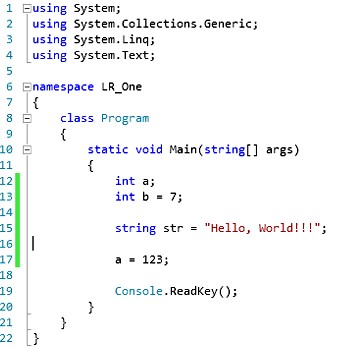 1 using System;
2 using System.Collections.Generic;
3 using System.Linq;
4 using System.Text;
5
6 namespace LR_One
7 {
8     class Program
9     {
10         static void Main(string[] args)
11         {
12             int a;
13             int b = 7;
14
15             string str = "Hello, World!!!";
16
17             a = 123;
18
19             Console.ReadKey();
20         }
21     }
22 }